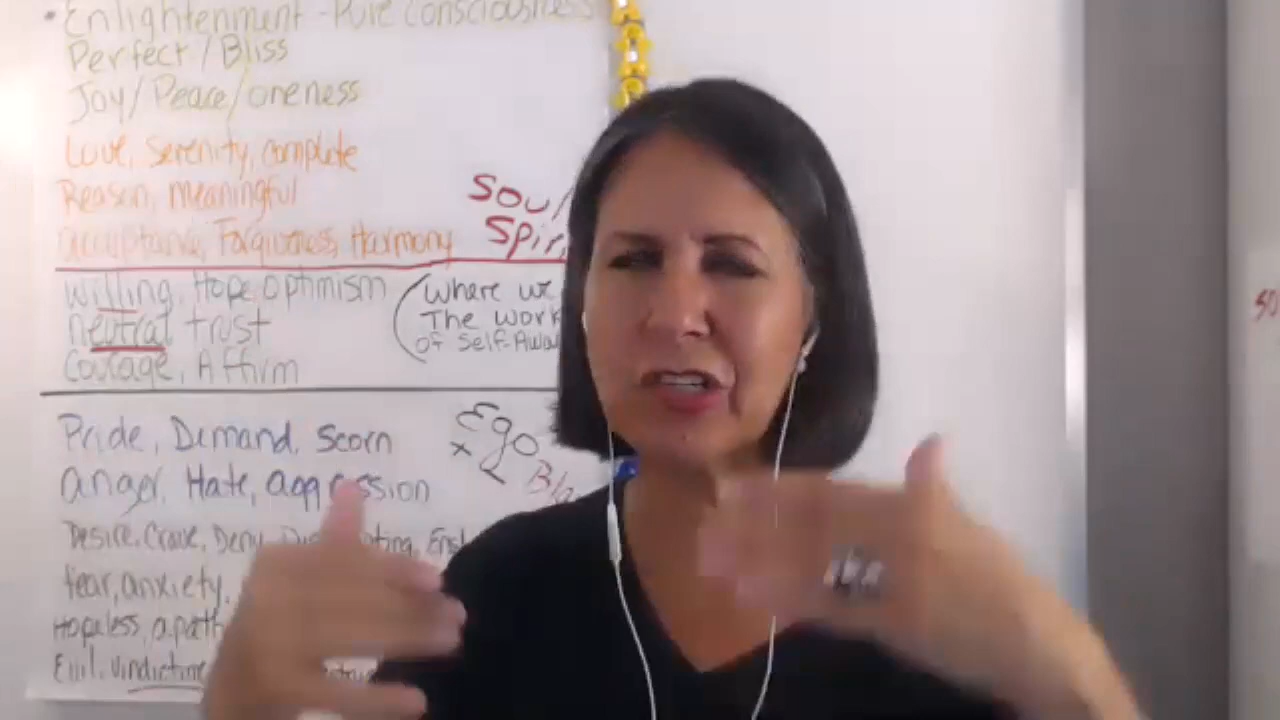 • Enlightenment - Pure Consciousness
Perfect / Bliss
Joy / Peace / oneness
Love, Serenity, complete
Reason, Meaningful
acceptance, Forgiveness, Harmony
Soul
Spiri
willing, Hope, optimism
neutral trust
Courage, Affirm
(Where we
The work
of Self-Awa
Pride, Demand, Scorn
anger, Hate, aggression
Ego
Desire, Crave, Deny
fear, anxiety,
Hopeless, apath
Evil, Vindictive
so